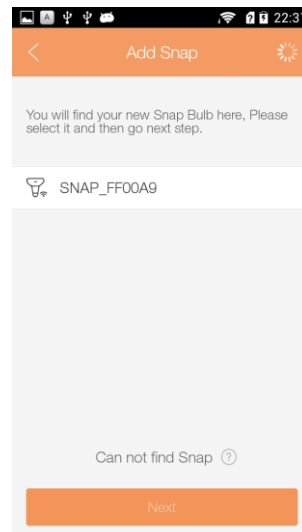 22:37
Add Snap
You will find your new Snap Bulb here, Please
select it and then go next step.
SNAP_FF00A9
Can not find Snap ?
Next